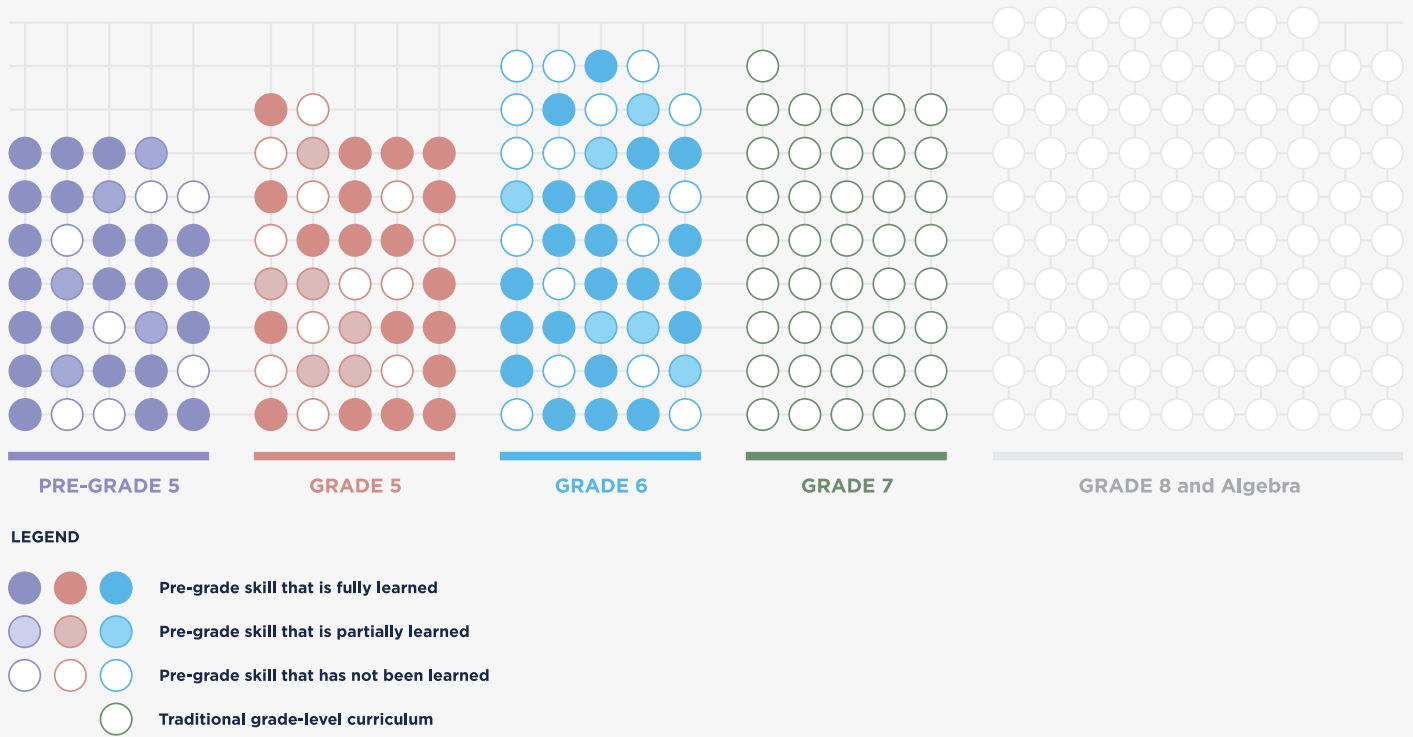 PRE-GRADE 5
GRADE 5
GRADE 6
GRADE 7
GRADE 8 and Algebra
LEGEND
Pre-grade skill that is fully learned
Pre-grade skill that is partially learned
Pre-grade skill that has not been learned
Traditional grade-level curriculum